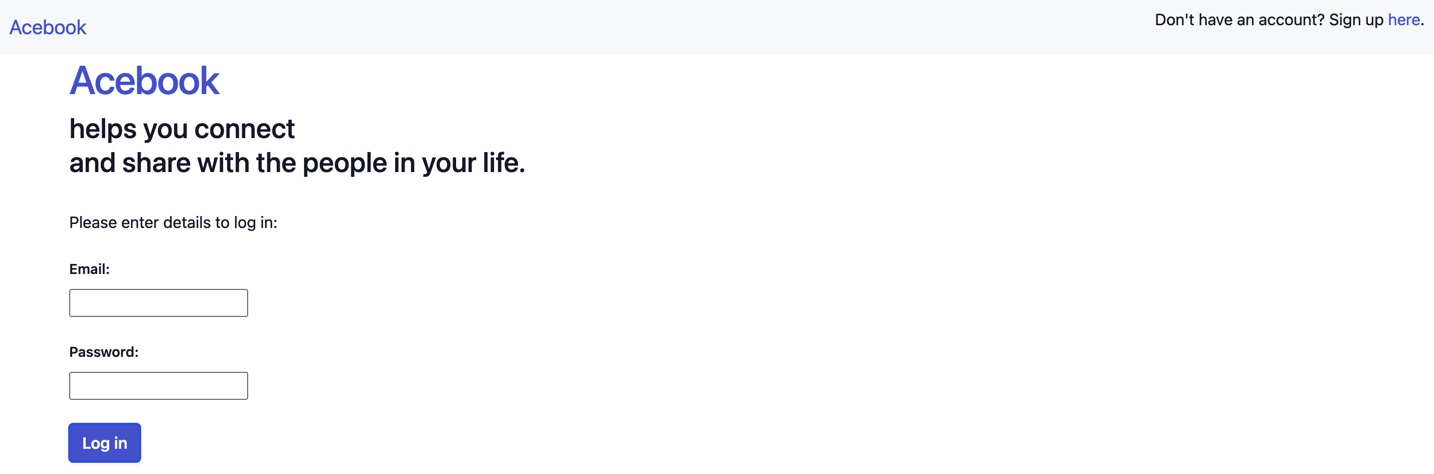 Acebook
Don't have an account? Sign up here.
Acebook
helps you connect
and share with the people in your life.
Please enter details to log in:
Email:
Password:
Log in